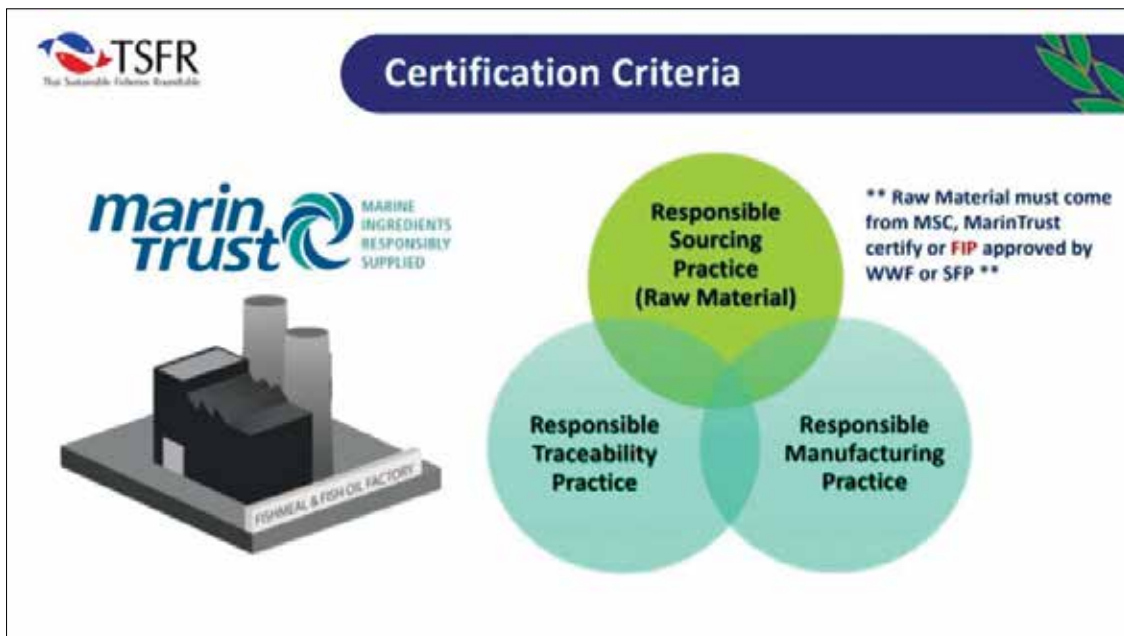 TSFR
Thai Sustainable Fisheries Roundtable
Certification Criteria
marin
Trust
MARINE
INGREDIENTS
RESPONSIBLY
SUPPLIED
Responsible
Sourcing
Practice
(Raw Material)
** Raw Material must come
from MSC, MarinTrust
certify or FIP approved by
WWF or SFP **
Responsible
Traceability
Practice
Responsible
Manufacturing
Practice
FISHMEAL & FISH OIL FACTORY